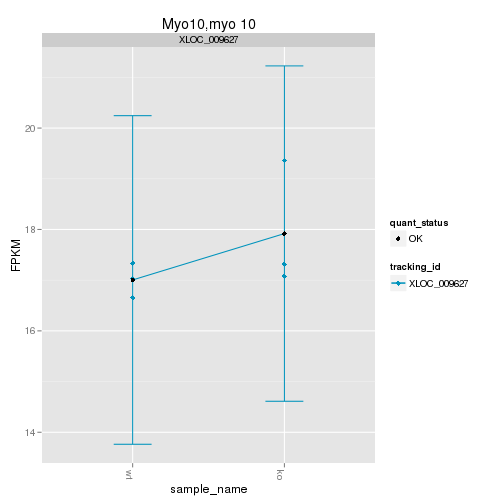 Myo10,myo 10
XLOC_009627
20
18
16
14
FPKM
wt
ko
sample_name
quant_status
OK
tracking_id
XLOC_009627